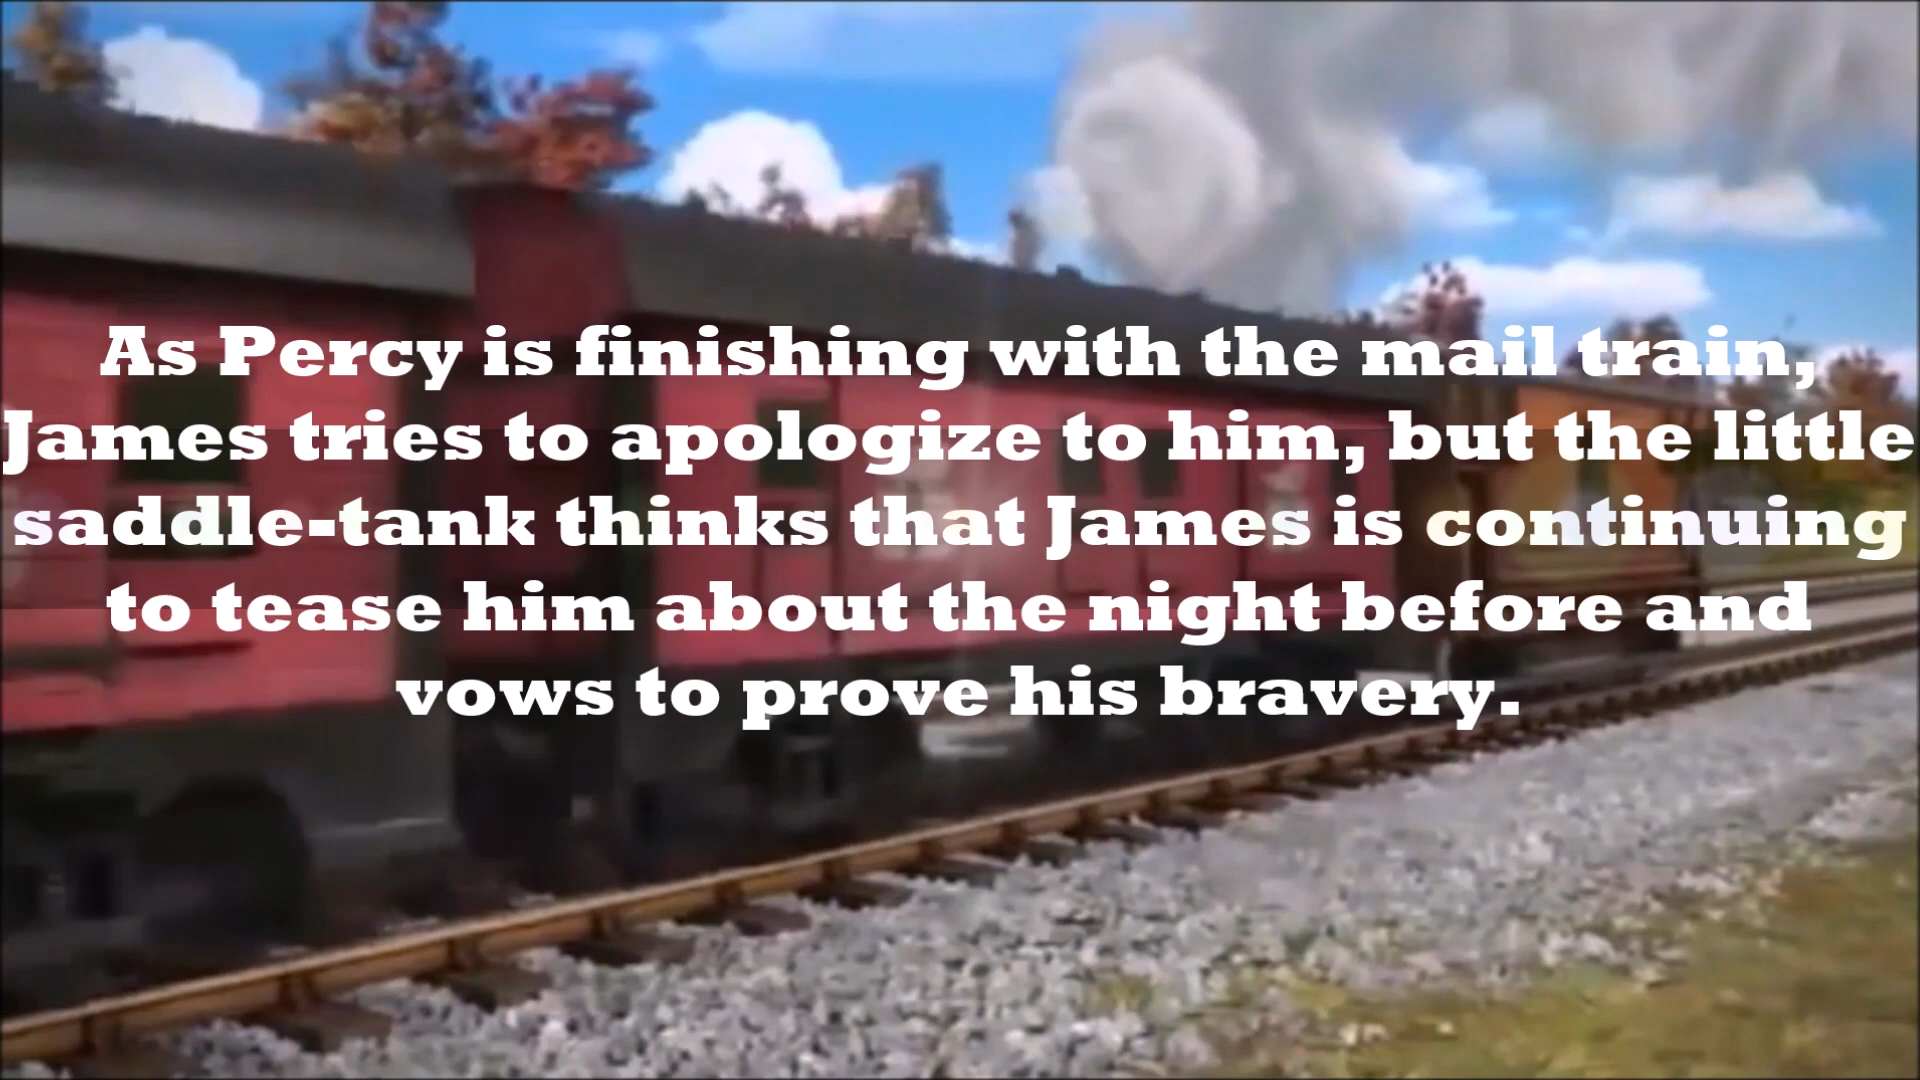 As Percy is finishing with the mail train,
James tries to apologize to him, but the little
saddle-tank thinks that James is continuing
to tease him about the night before and
vows to prove his bravery.